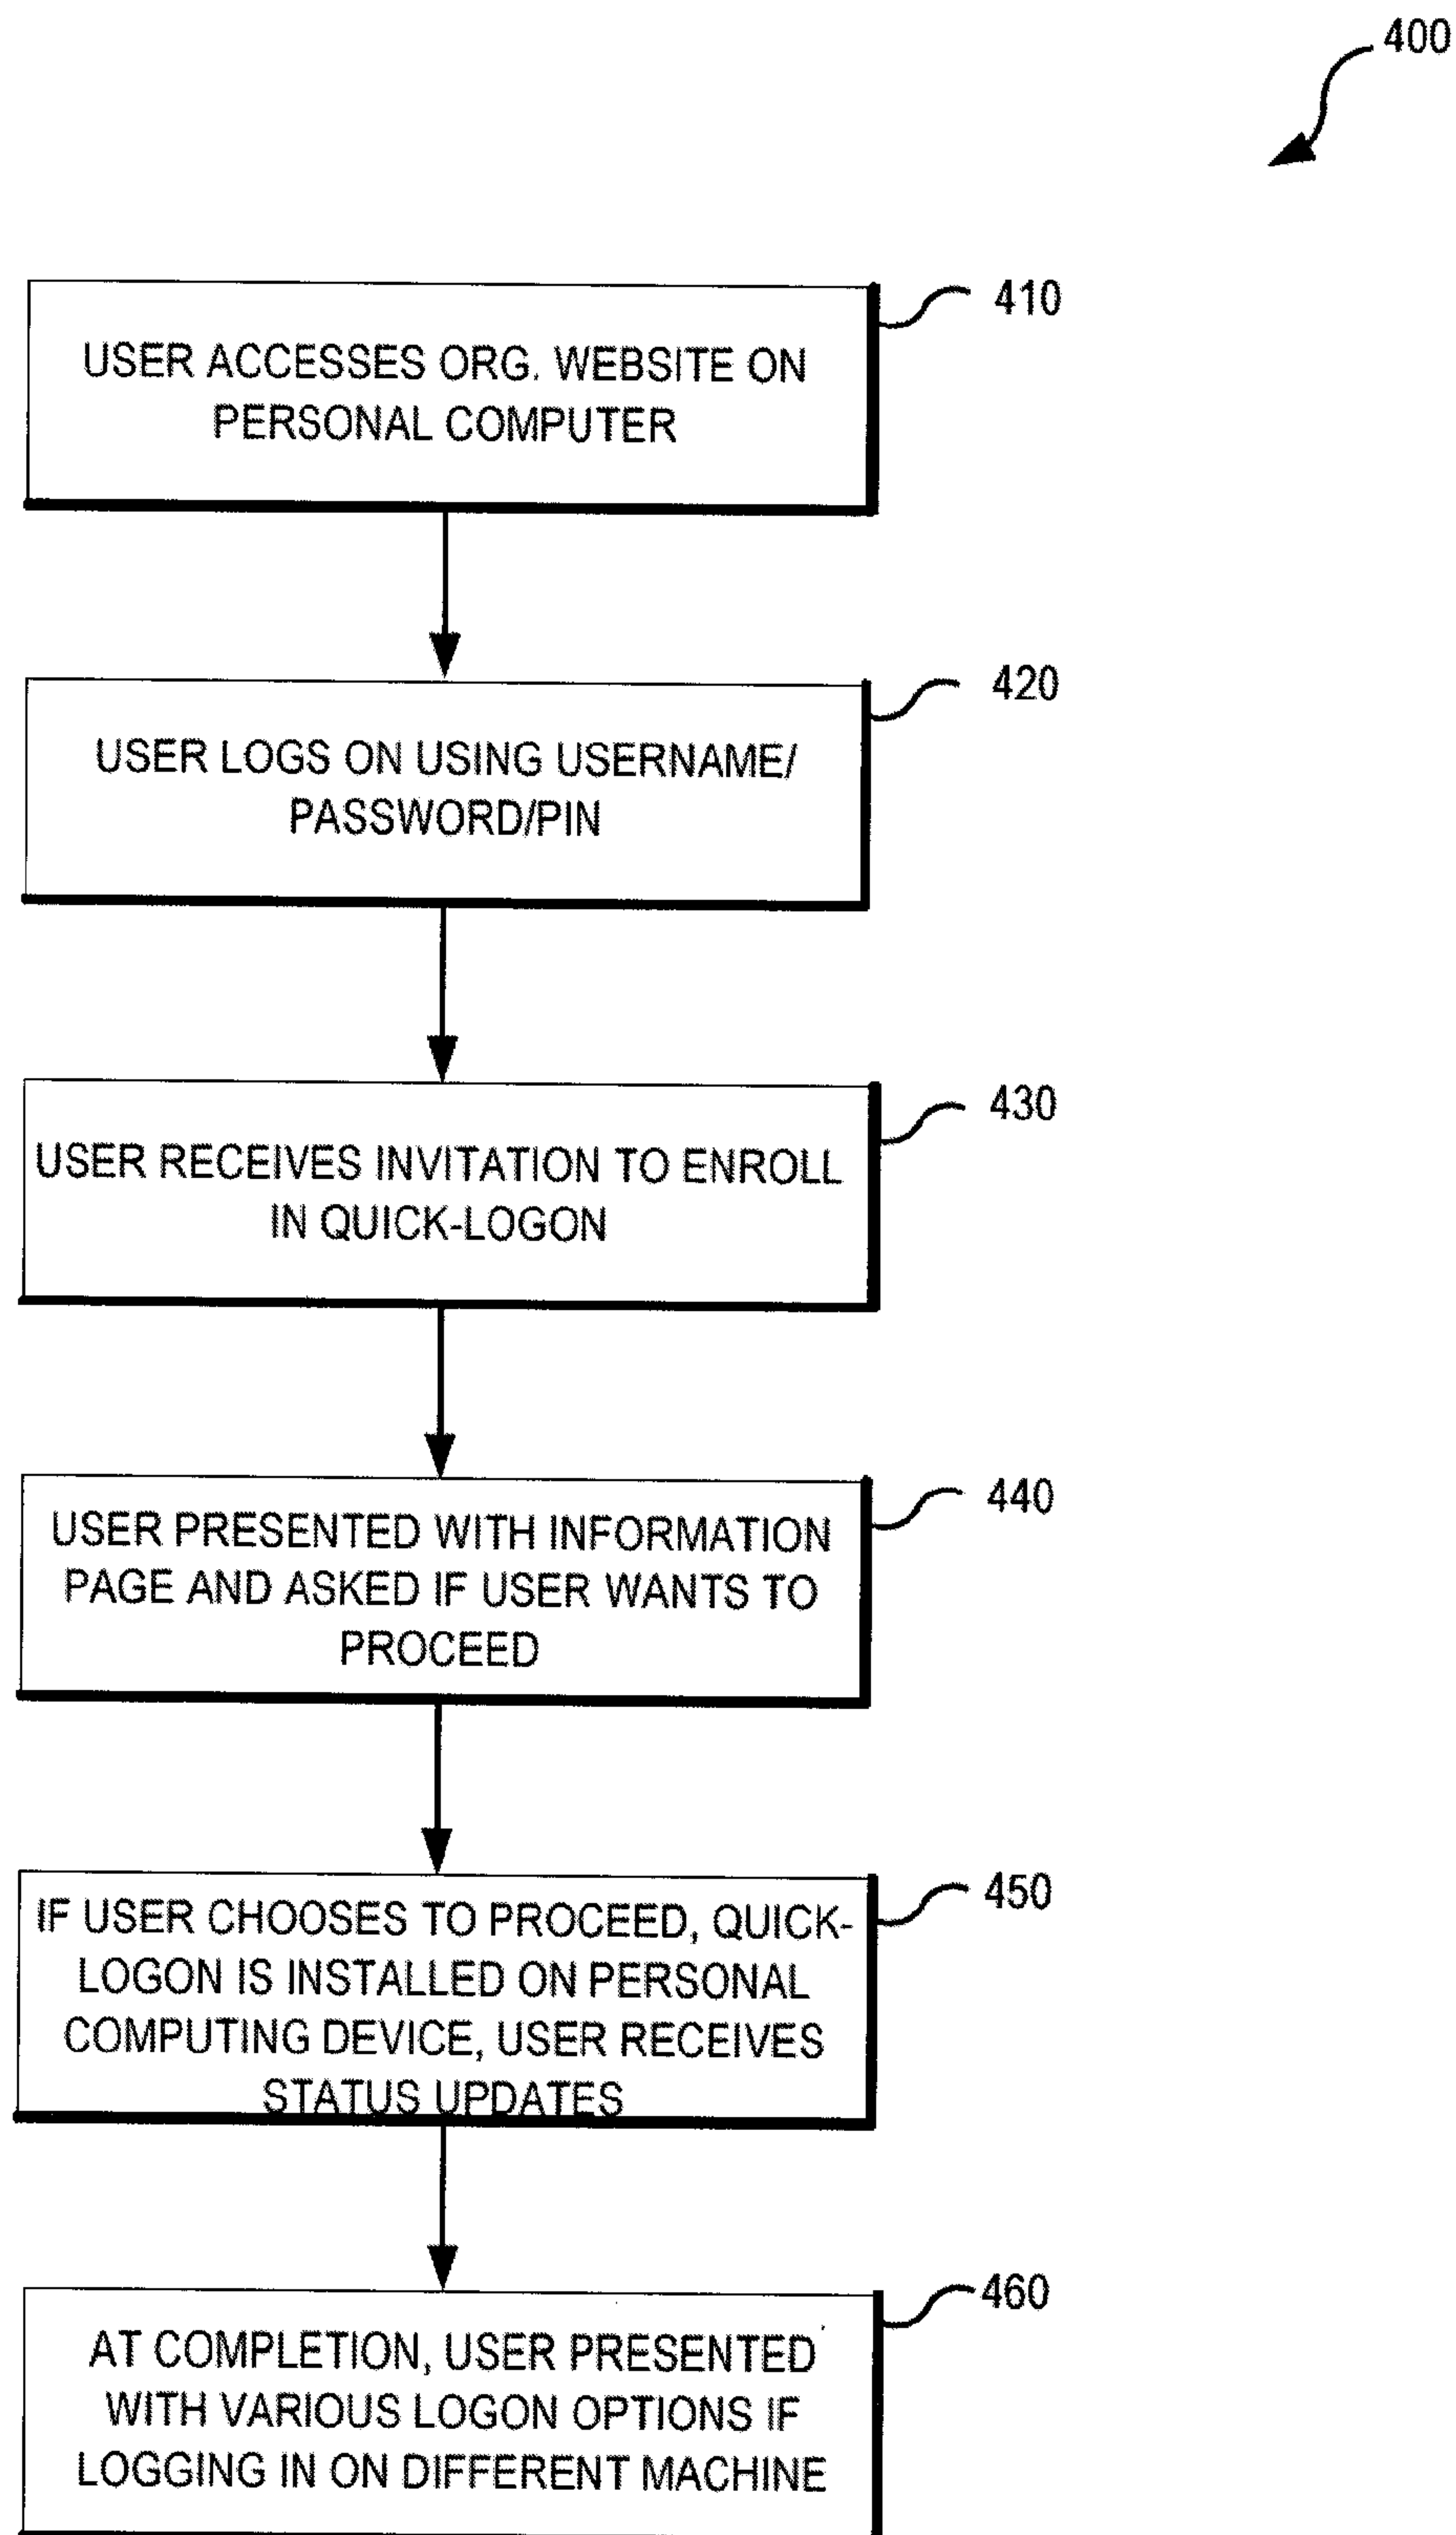 400
410
USER ACCESSES ORG. WEBSITE ON
PERSONAL COMPUTER
420
USER LOGS ON USING USERNAME/
PASSWORD/PIN
430
USER RECEIVES INVITATION TO ENROLL
IN QUICK-LOGON
440
USER PRESENTED WITH INFORMATION
PAGE AND ASKED IF USER WANTS TO
PROCEED
450
IF USER CHOOSES TO PROCEED, QUICK-
LOGON IS INSTALLED ON PERSONAL
COMPUTING DEVICE, USER RECEIVES
STATUS UPDATES
460
AT COMPLETION, USER PRESENTED
WITH VARIOUS LOGON OPTIONS IF
LOGGING IN ON DIFFERENT MACHINE